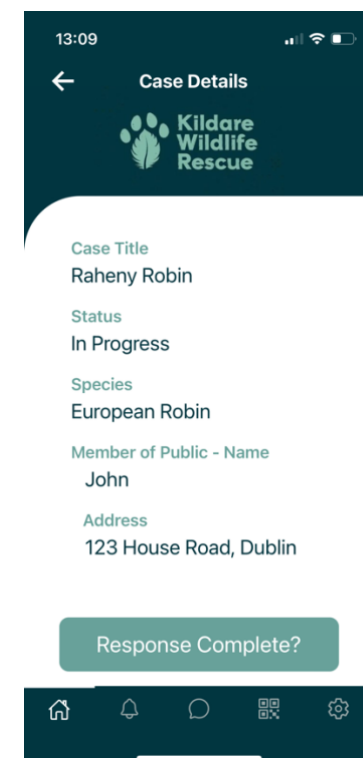 13:09
Case Details
Kildare
Wildlife
Rescue
Case Title
Raheny Robin
Status
In Progress
Species
European Robin
Member of Public - Name
John
Address
123 House Road, Dublin
Response Complete?